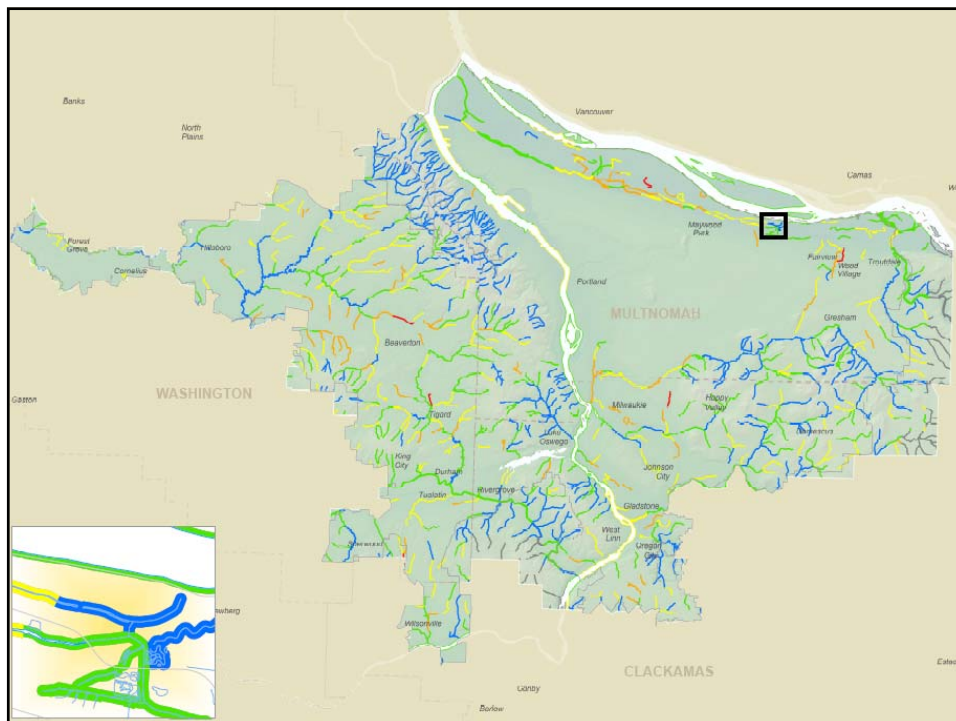 Banks
North
Plains
Vancouver
Camas
Maywood
Park
Forest
Grove
Hillsboro
Cornelius
Fairview
Wood
Village
Troutdale
Portland
MULTNOMAH
Gresham
Beaverton
WASHINGTON
Gaston
Milwaukie
Happy
Valley
Tigard
Damascus
Lake
Oswego
King
City
Durham
Johnson
City
Tualatin
Rivergrove
Gladstone
West
Linn
Oregon
City
Sherwood
Wilsonville
CLACKAMAS
Canby
Barlow